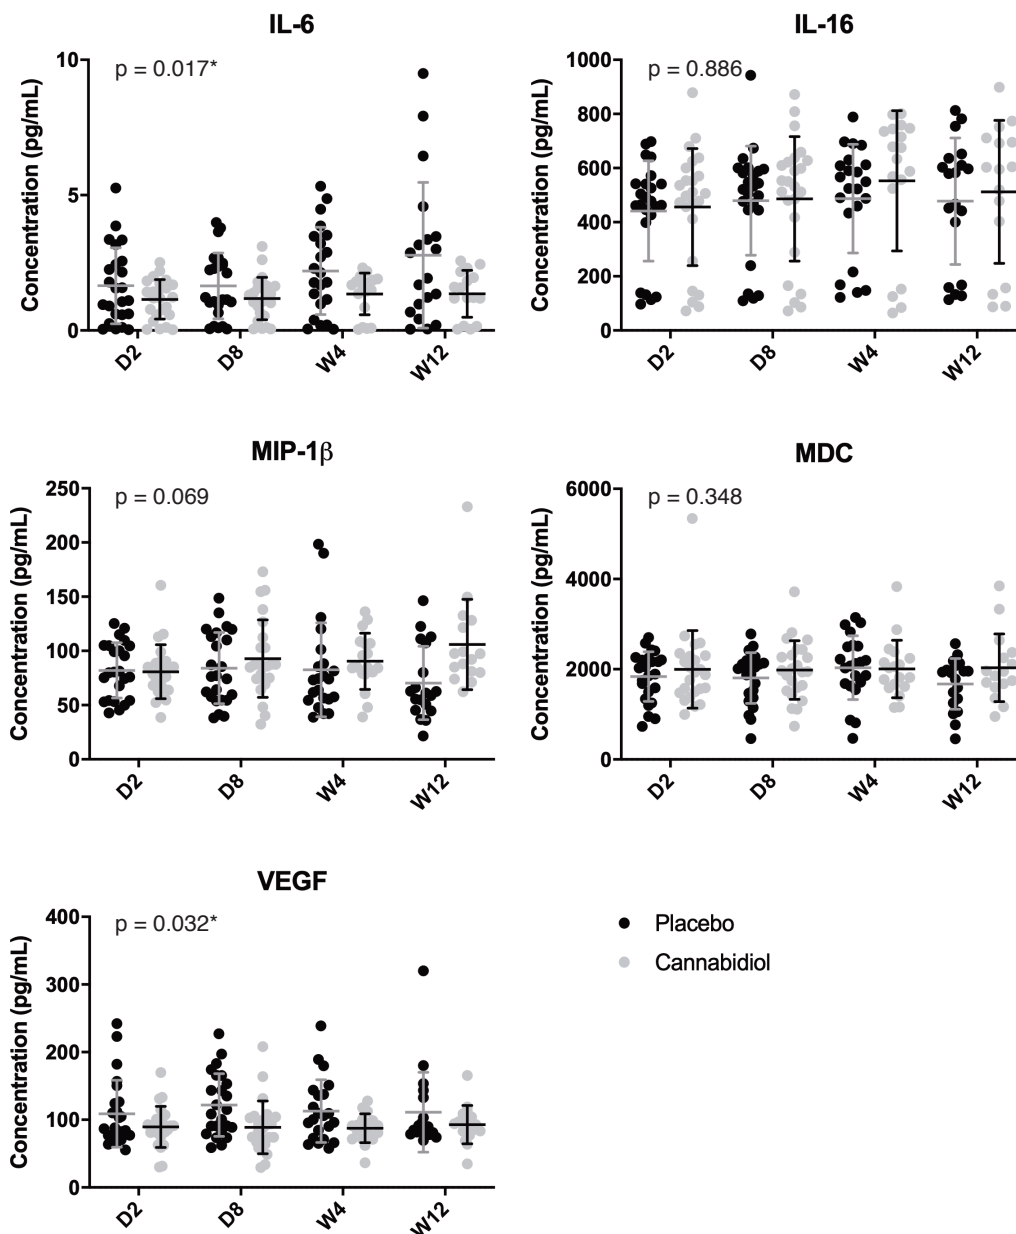 IL-6
p = 0.017*
Concentration (pg/mL)
10
5
0
D2 D8 W4 W12
IL-16
p = 0.886
Concentration (pg/mL)
1000
800
600
400
200
0
D2 D8 W4 W12
MIP-1β
p = 0.069
Concentration (pg/mL)
250
200
150
100
50
0
D2 D8 W4 W12
MDC
p = 0.348
Concentration (pg/mL)
6000
4000
2000
0
D2 D8 W4 W12
VEGF
p = 0.032*
Concentration (pg/mL)
400
300
200
100
0
D2 D8 W4 W12
Placebo
Cannabidiol